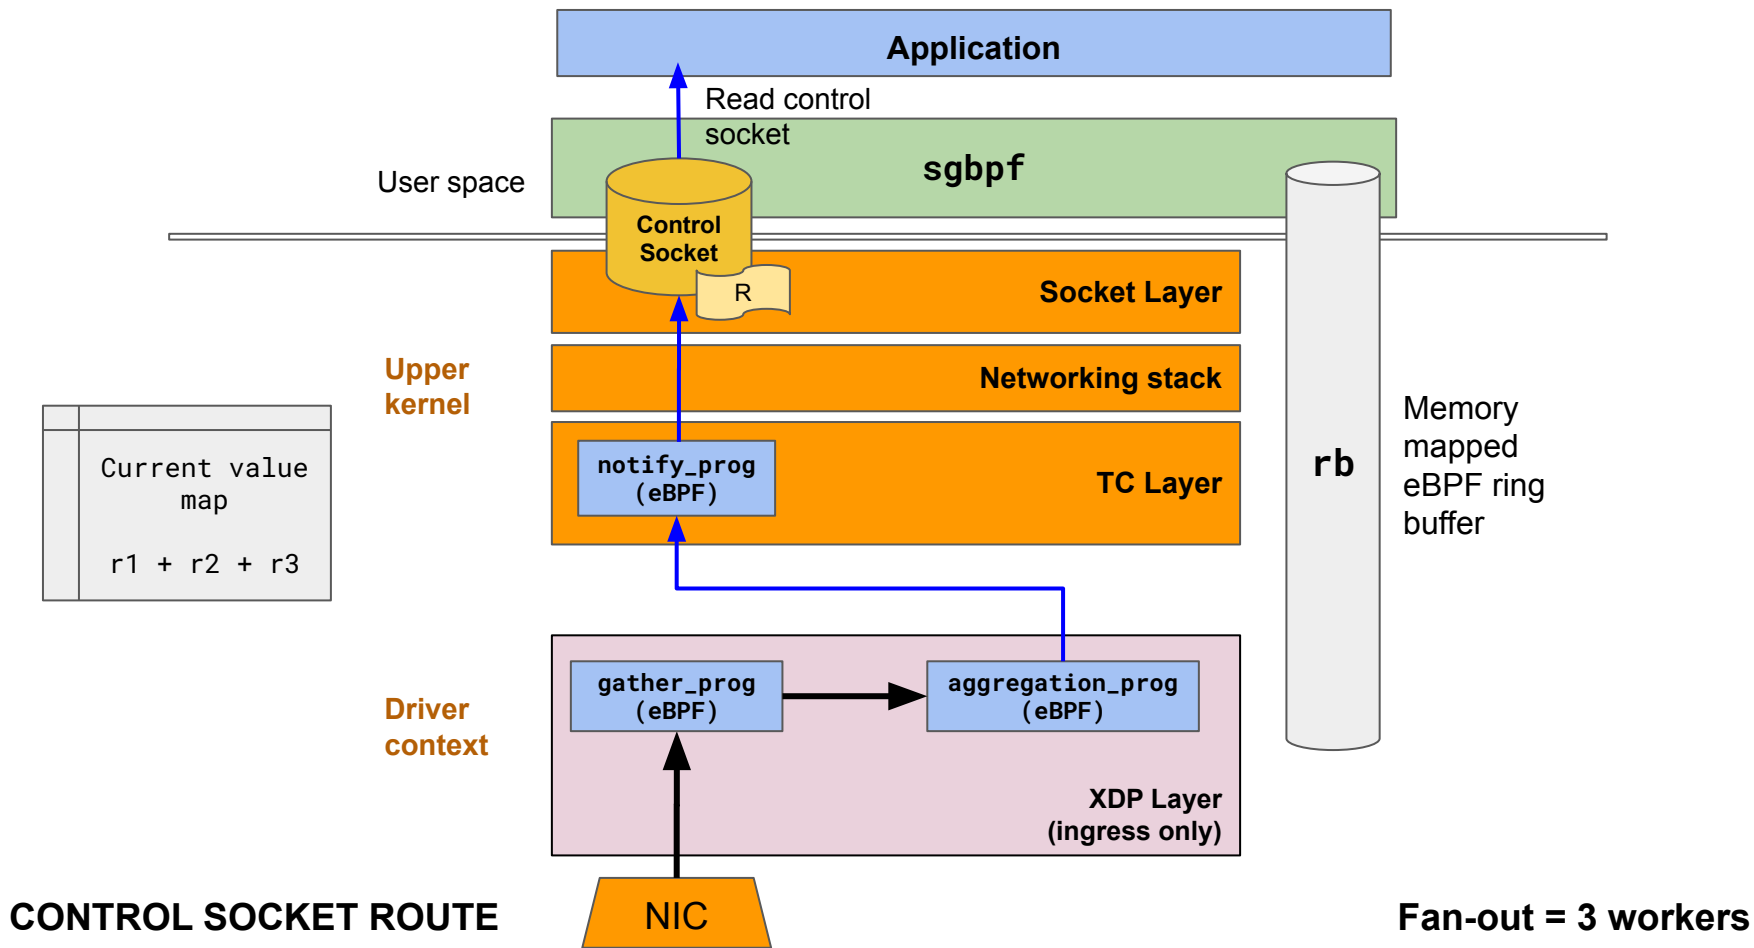 Application
Read control
socket
sgbpf
User space
Control
Socket
R
Socket Layer
Upper
kernel
Networking stack
Current value
map
r1 + r2 + r3
notify_prog
(eBPF)
TC Layer
rb
Memory
mapped
eBPF ring
buffer
Driver
context
gather_prog
(eBPF)
aggregation_prog
(eBPF)
XDP Layer
(ingress only)
CONTROL SOCKET ROUTE
NIC
Fan-out = 3 workers